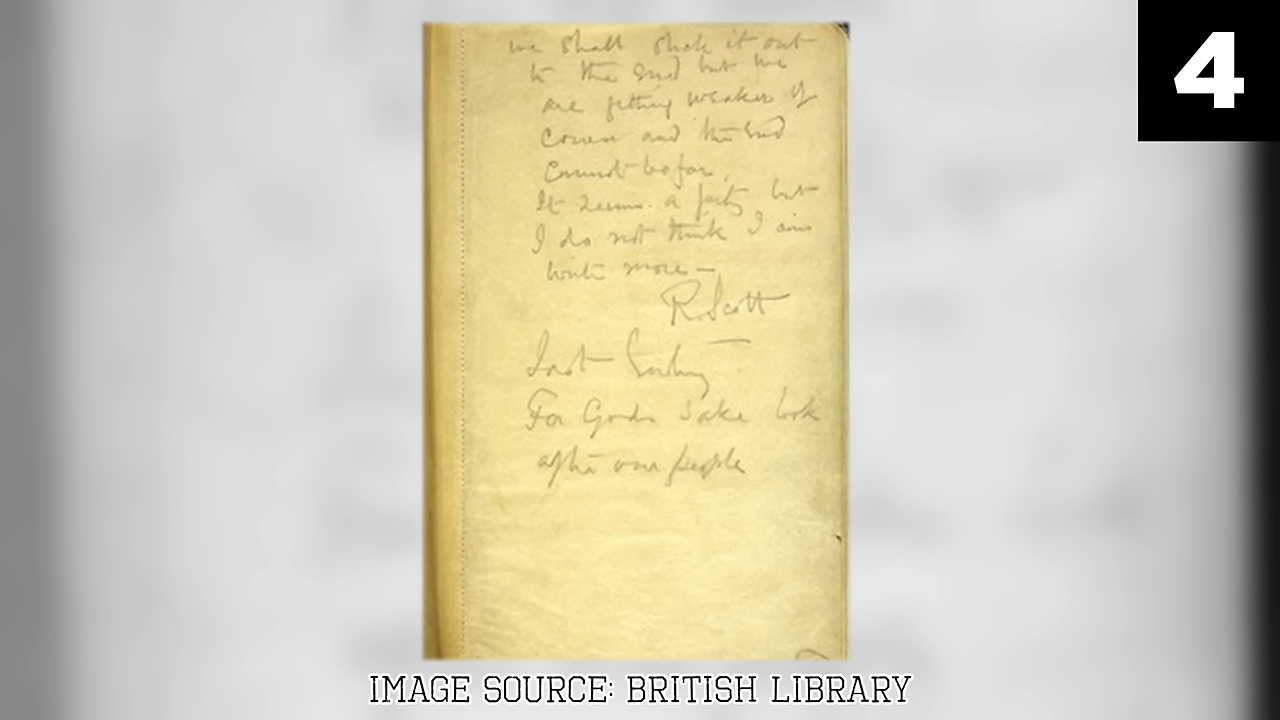 4
we shall stick it out
to the end but we
are getting weaker of
course and the end
cannot be far.
It seems a pity but
I do not think I can
write more —
R. Scott
Last Entry
For Gods sake look
after our people
IMAGE SOURCE: BRITISH LIBRARY